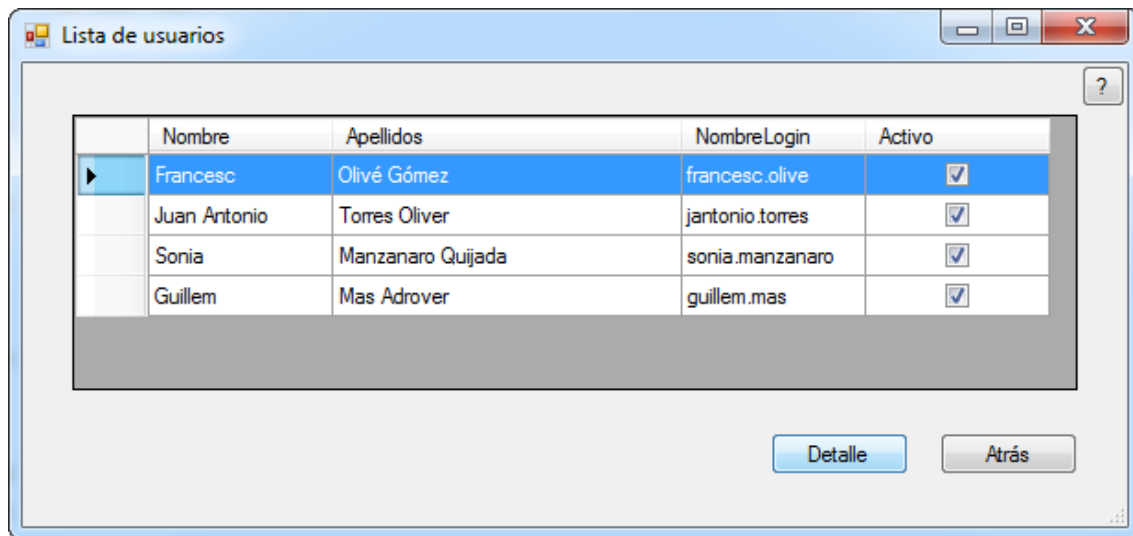 Lista de usuarios
?
Nombre Apellidos NombreLogin Activo
Francesc Olivé Gómez francesc.olive
Juan Antonio Torres Oliver jantonio.torres
Sonia Manzanaro Quijada sonia.manzanaro
Guillem Mas Adrover guillem.mas
Detalle Atrás